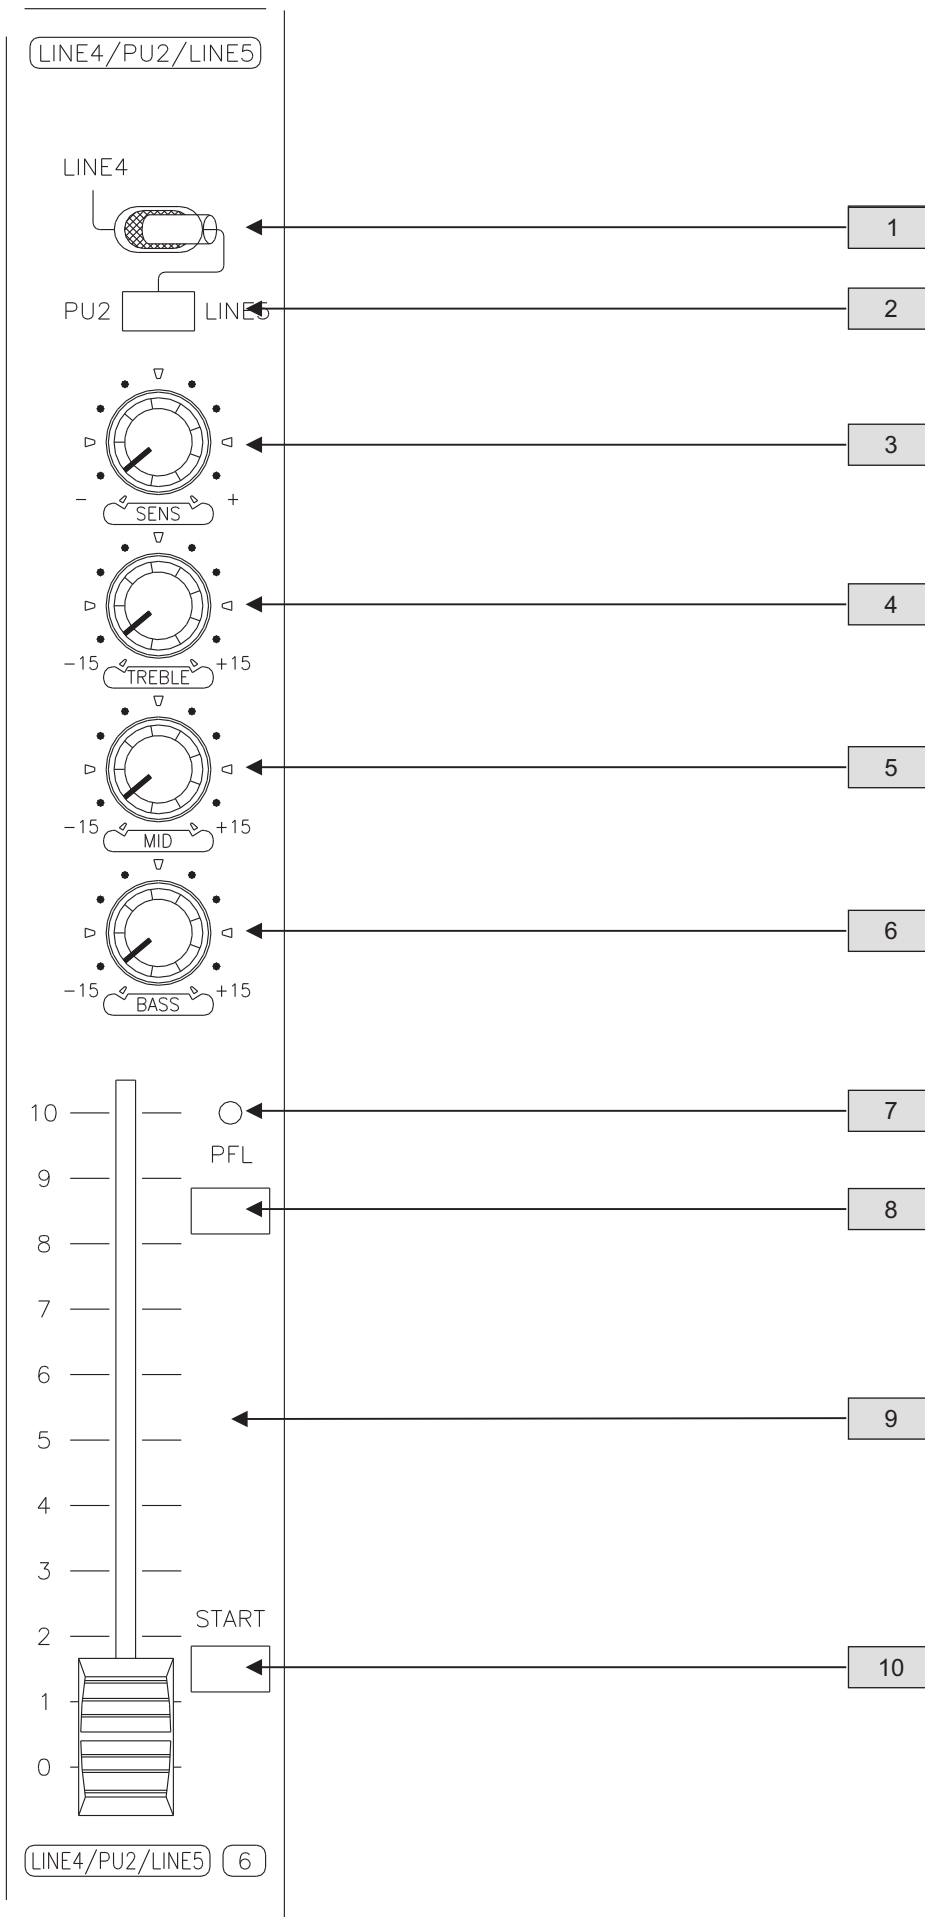 LINE4/PU2/LINE5
LINE4
1
PU2 LINE5 2
3
- +
SENS
4
-15 +15
TREBLE
5
-15 +15
MID
6
-15 +15
BASS
10 7
PFL
9
8
8
7
6
9
5
4
3
START
2
10
1
0
LINE4/PU2/LINE5 6